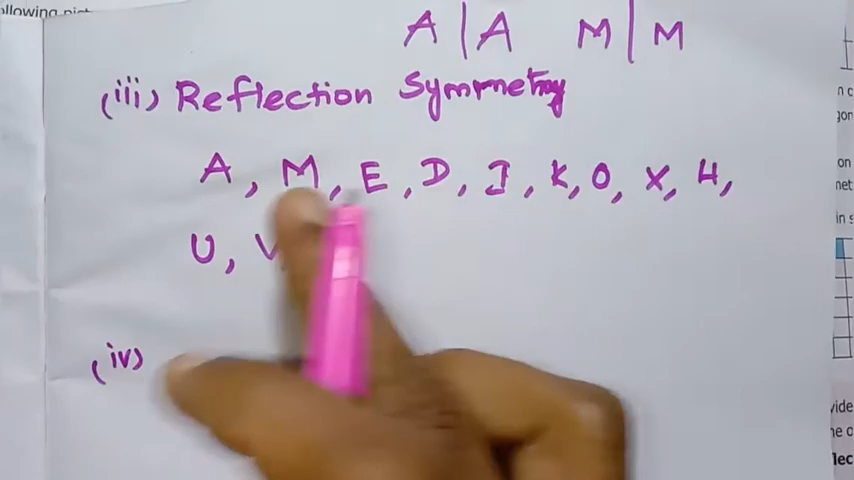 A | A M | M
(iii) Reflection Symmetry
A, M, E, D, I, K, O, X, H,
U, V
(iv)